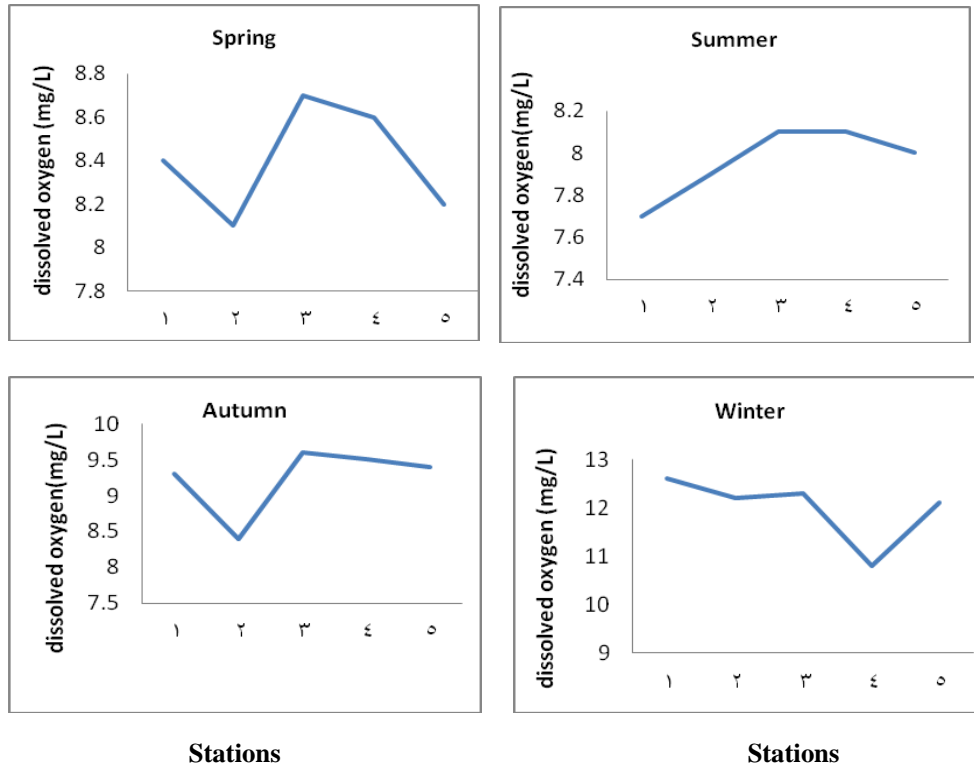 Spring
dissolved oxygen (mg/L)
8.8
8.6
8.4
8.2
8
7.8
١ ٢ ٣ ٤ ٥
Summer
dissolved oxygen(mg/L)
8.2
8
7.8
7.6
7.4
١ ٢ ٣ ٤ ٥
Autumn
dissolved oxygen(mg/L)
10
9.5
9
8.5
8
7.5
١ ٢ ٣ ٤ ٥
Winter
dissolved oxygen (mg/L)
13
12
11
10
9
١ ٢ ٣ ٤ ٥
Stations
Stations